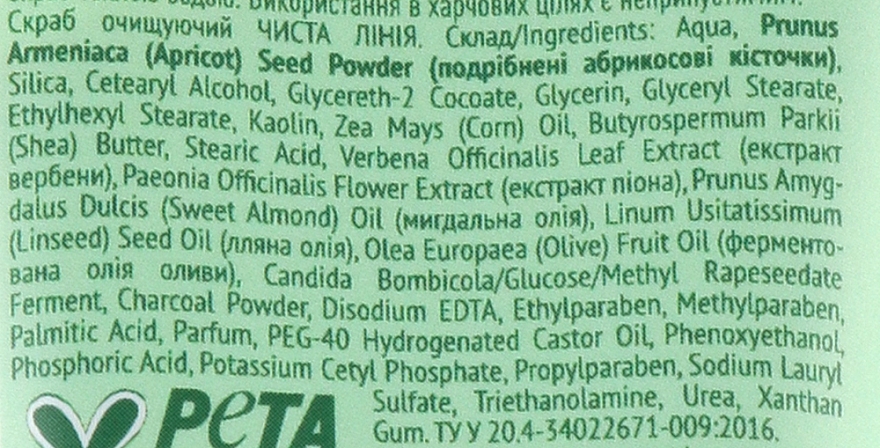 Використання в харчових цілях є неприпустимим.
Скраб очищуючий ЧИСТА ЛІНІЯ. Склад/Ingredients: Aqua, Prunus
Armeniaca (Apricot) Seed Powder (подрібнені абрикосові кісточки),
Silica, Cetearyl Alcohol, Glycereth-2 Cocoate, Glycerin, Glyceryl Stearate,
Ethylhexyl Stearate, Kaolin, Zea Mays (Corn) Oil, Butyrospermum Parkii
(Shea) Butter, Stearic Acid, Verbena Officinalis Leaf Extract (екстракт
вербени), Paeonia Officinalis Flower Extract (екстракт піона), Prunus Amyg-
dalus Dulcis (Sweet Almond) Oil (мигдальна олія), Linum Usitatissimum
(Linseed) Seed Oil (лляна олія), Olea Europaea (Olive) Fruit Oil (ферменто-
вана олія оливи), Candida Bombicola/Glucose/Methyl Rapeseedate
Ferment, Charcoal Powder, Disodium EDTA, Ethylparaben, Methylparaben,
Palmitic Acid, Parfum, PEG-40 Hydrogenated Castor Oil, Phenoxyethanol,
Phosphoric Acid, Potassium Cetyl Phosphate, Propylparaben, Sodium Lauryl
Sulfate, Triethanolamine, Urea, Xanthan
Gum. ТУ У 20.4-34022671-009:2016.
PETA